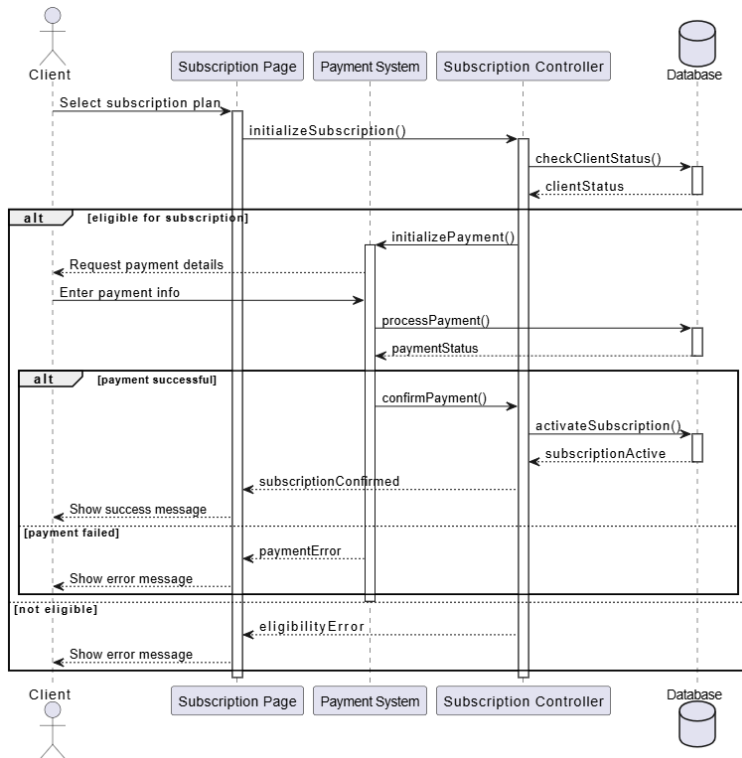 Client
Subscription Page
Payment System
Subscription Controller
Database
Select subscription plan
initializeSubscription()
checkClientStatus()
clientStatus
alt [eligible for subscription]
initializePayment()
Request payment details
Enter payment info
processPayment()
paymentStatus
alt [payment successful]
confirmPayment()
activateSubscription()
subscriptionActive
subscriptionConfirmed
Show success message
[payment failed]
paymentError
Show error message
[not eligible]
eligibilityError
Show error message
Client
Subscription Page
Payment System
Subscription Controller
Database